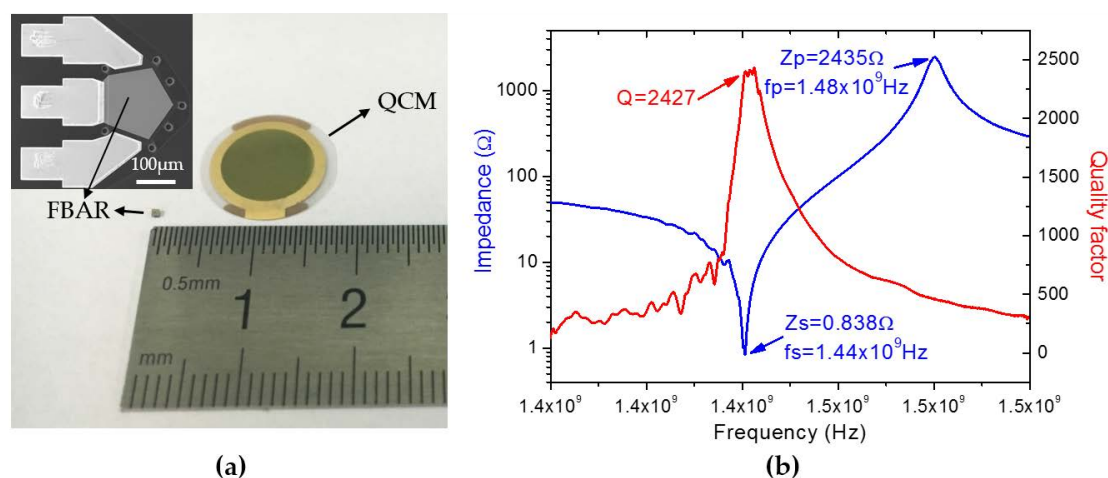 QCM
100µm
FBAR
0.5mm
1 2
mm
(a)
Zp=2435Ω
fp=1.48x10⁹Hz
Q=2427
Zs=0.838Ω
fs=1.44x10⁹Hz
Impedance (Ω)
1000
100
10
1
Quality factor
2500
2000
1500
1000
500
0
1.4x10⁹ 1.4x10⁹ 1.4x10⁹ 1.5x10⁹ 1.5x10⁹ 1.5x10⁹
Frequency (Hz)
(b)